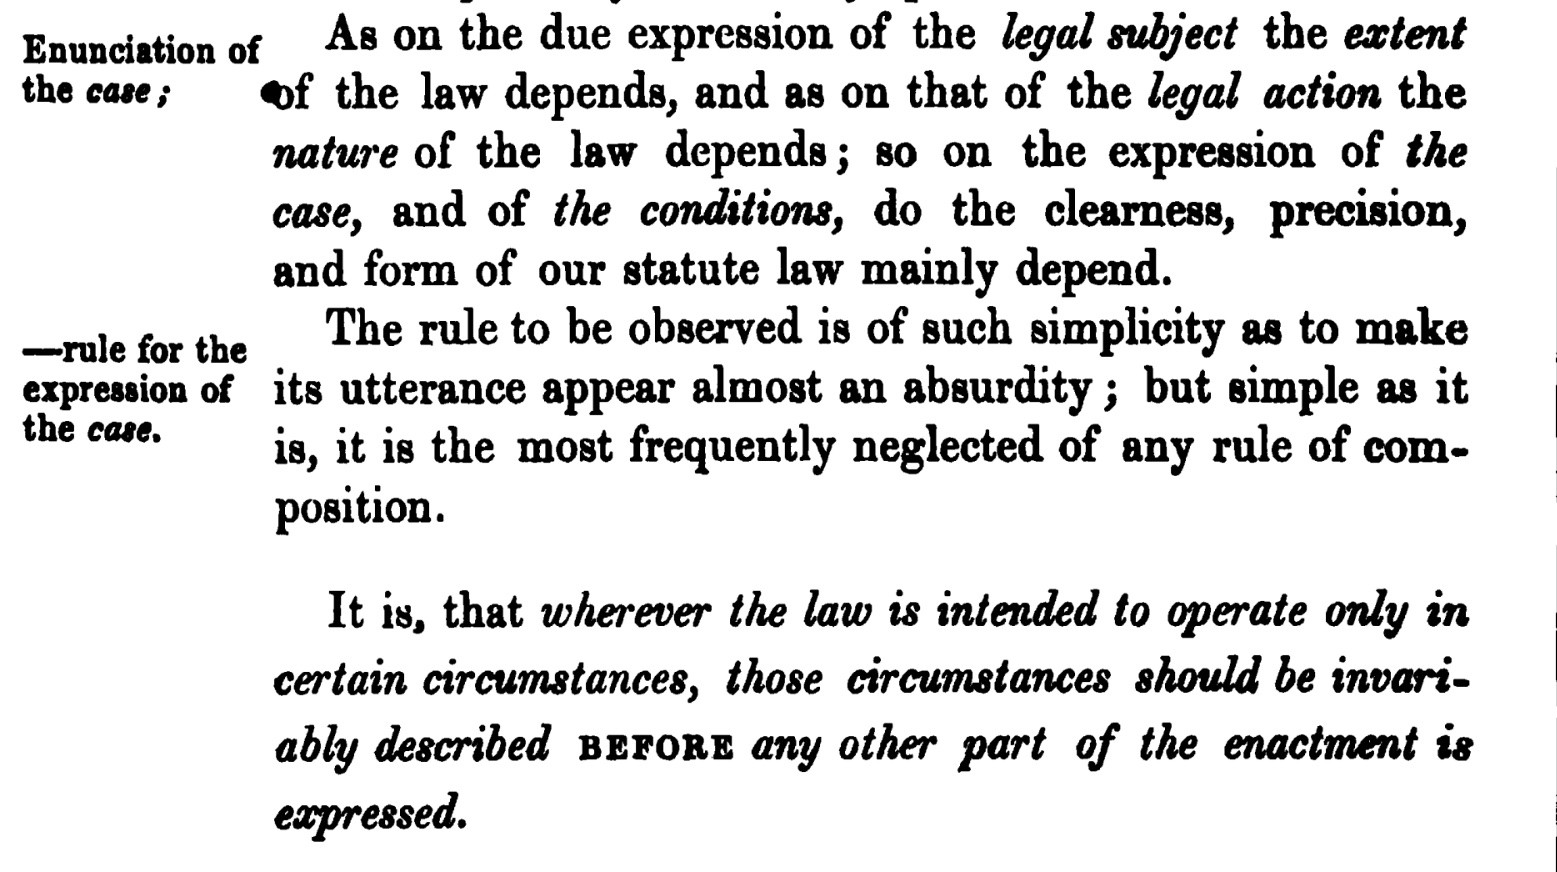 Enunciation of
the case;
As on the due expression of the legal subject the extent
of the law depends, and as on that of the legal action the
nature of the law depends; so on the expression of the
case, and of the conditions, do the clearness, precision,
and form of our statute law mainly depend.
—rule for the
expression of
the case.
The rule to be observed is of such simplicity as to make
its utterance appear almost an absurdity; but simple as it
is, it is the most frequently neglected of any rule of com-
position.
It is, that wherever the law is intended to operate only in
certain circumstances, those circumstances should be invari-
ably described BEFORE any other part of the enactment is
expressed.